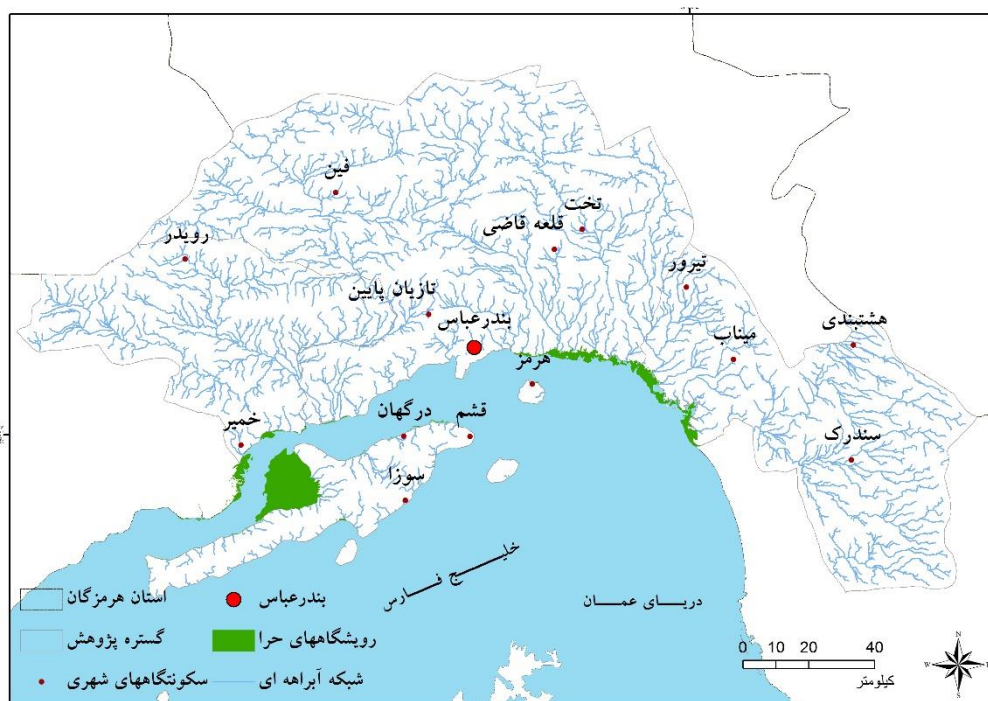 فین
تخت
قلعه قاضی
رویدر
تیرور
تازیان پایین
بندرعباس
هشتبندی
میناب
هرمز
درگهان
قشم
خمیر
سندرک
سوزا
خلیج فارس
دریای عمان
استان هرمزگان
بندرعباس
گستره پژوهش
رویشگاههای حرا
سکونتگاههای شهری
شبکه آبراهه ای
0 10 20 40
کیلومتر
N
W
S